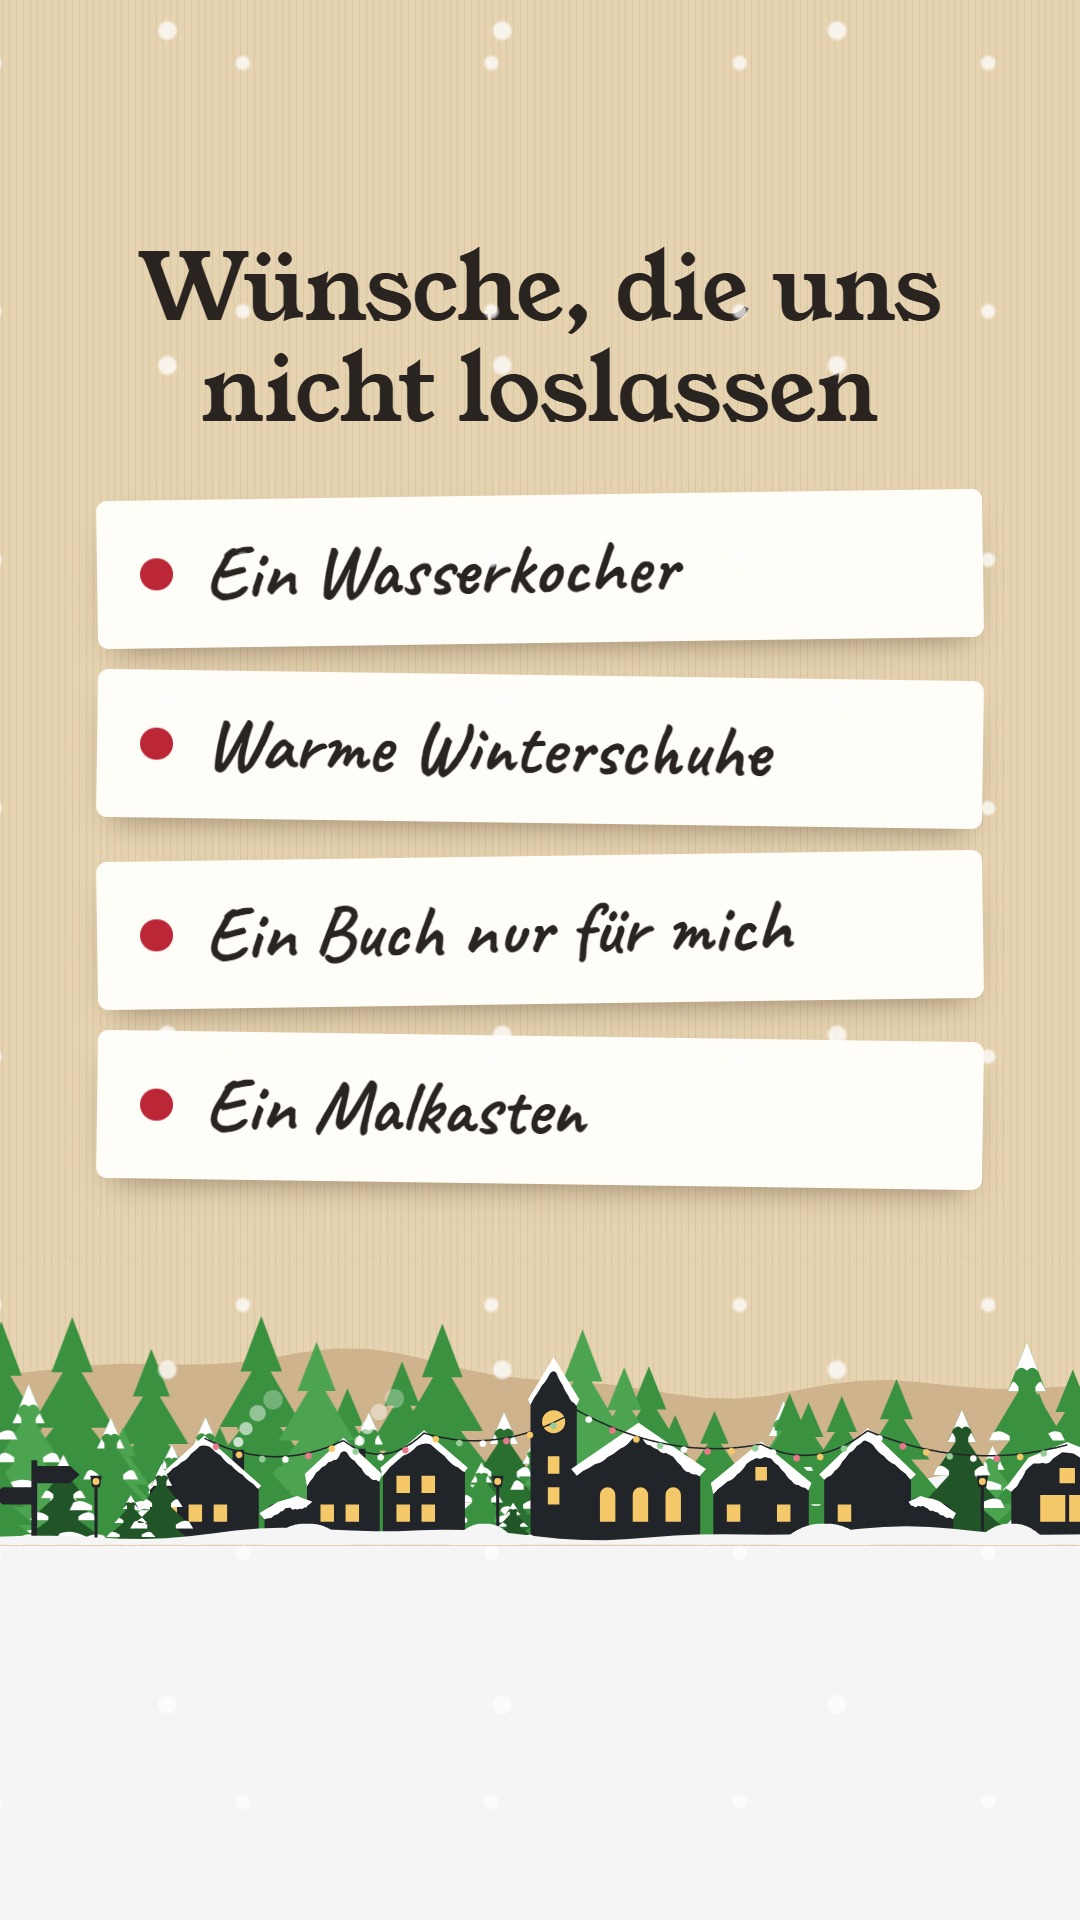 Wünsche, die uns
nicht loslassen
Ein Wasserkocher
Warme Winterschuhe
Ein Buch nur für mich
Ein Malkasten